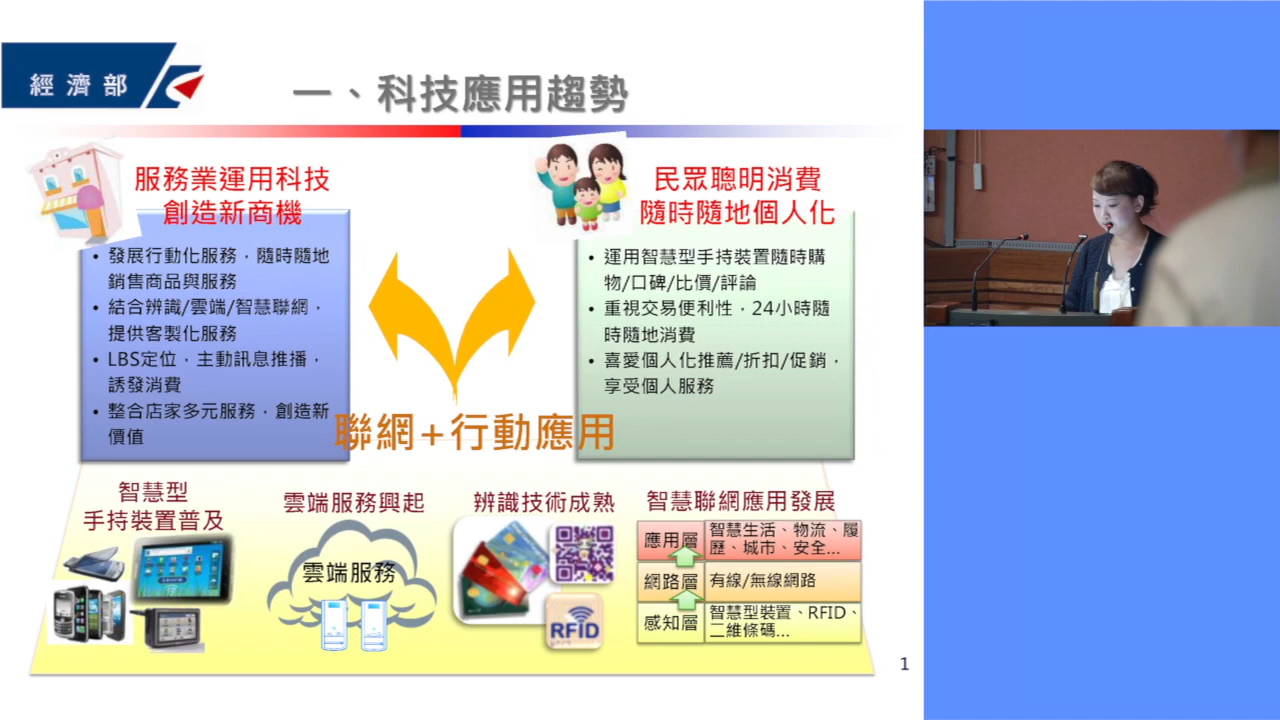 經濟部
一、科技應用趨勢
服務業運用科技
創造新商機
• 發展行動化服務，隨時隨地
銷售商品與服務
• 結合辨識/雲端/智慧聯網，
提供客製化服務
• LBS定位，主動訊息推播，
誘發消費
• 整合店家多元服務，創造新
價值
民眾聰明消費
隨時隨地個人化
• 運用智慧型手持裝置隨時購
物/口碑/比價/評論
• 重視交易便利性，24小時隨
時隨地消費
• 喜愛個人化推薦/折扣/促銷，
享受個人服務
聯網+行動應用
智慧型
手持裝置普及
雲端服務興起
雲端服務
辨識技術成熟
RFID
智慧聯網應用發展
應用層
智慧生活、物流、履
歷、城市、安全...
網路層
有線/無線網路
感知層
智慧型裝置、RFID、
二維條碼...
1